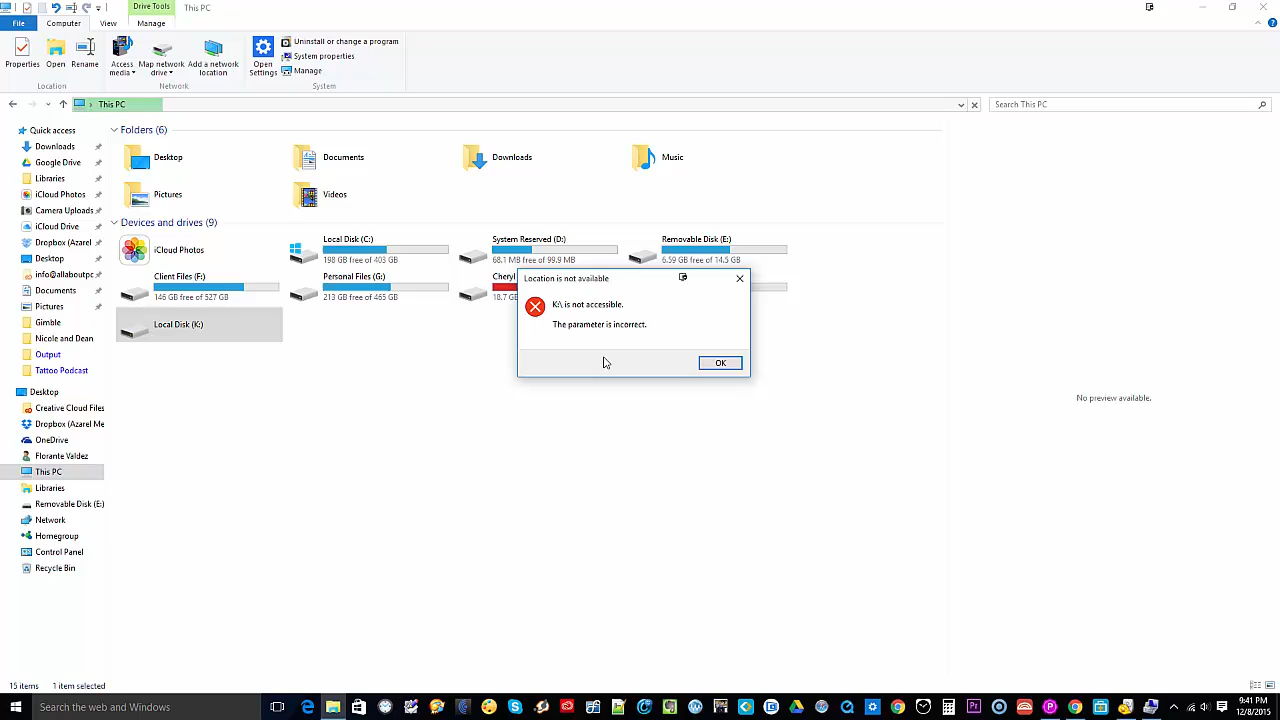 Drive Tools
This PC
File
Computer
View
Manage
Properties
Open
Rename
Access media
Map network drive
Add a network location
Open Settings
Uninstall or change a program
System properties
Manage
Location
Network
System
This PC
Search This PC
Quick access
Downloads
Google Drive
Libraries
iCloud Photos
Camera Uploads
iCloud Drive
Dropbox (Azarel
Desktop
info@allaboutpc
Documents
Pictures
Gimble
Nicole and Dean
Output
Tattoo Podcast
Desktop
Creative Cloud Files
Dropbox (Azarel Me
OneDrive
Florante Valdez
This PC
Libraries
Removable Disk (E:)
Network
Homegroup
Control Panel
Recycle Bin
Folders (6)
Desktop
Documents
Downloads
Music
Pictures
Videos
Devices and drives (9)
iCloud Photos
Local Disk (C:)
198 GB free of 403 GB
System Reserved (D:)
68.1 MB free of 99.9 MB
Removable Disk (E:)
6.59 GB free of 14.5 GB
Client Files (F:)
146 GB free of 527 GB
Personal Files (G:)
213 GB free of 465 GB
Cheryl
18.7 G
Local Disk (K:)
Location is not available
K:\ is not accessible.
The parameter is incorrect.
OK
No preview available.
15 items
1 item selected
Search the web and Windows
9:41 PM
12/8/2015